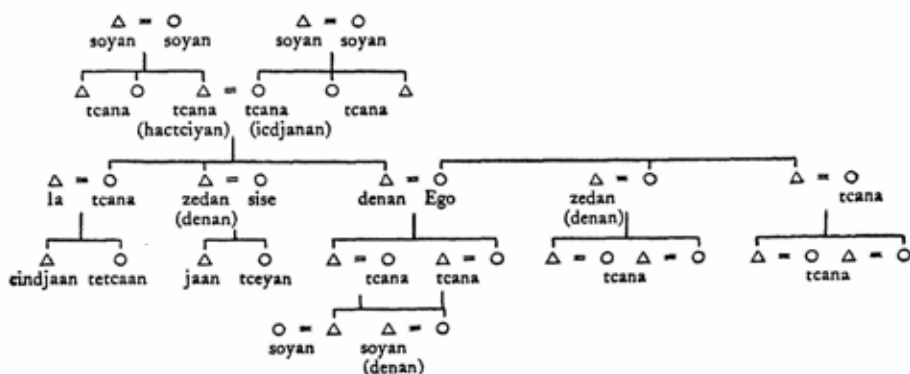 soyan soyan soyan soyan
tcana tcana tcana tcana
(hactciyan) (icdjanan)
la tcana zedan sise denan Ego zedan tcana
(denan) (denan)
cindjaan tetcaan jaan tceyan tcana tcana tcana tcana
soyan soyan
(denan)